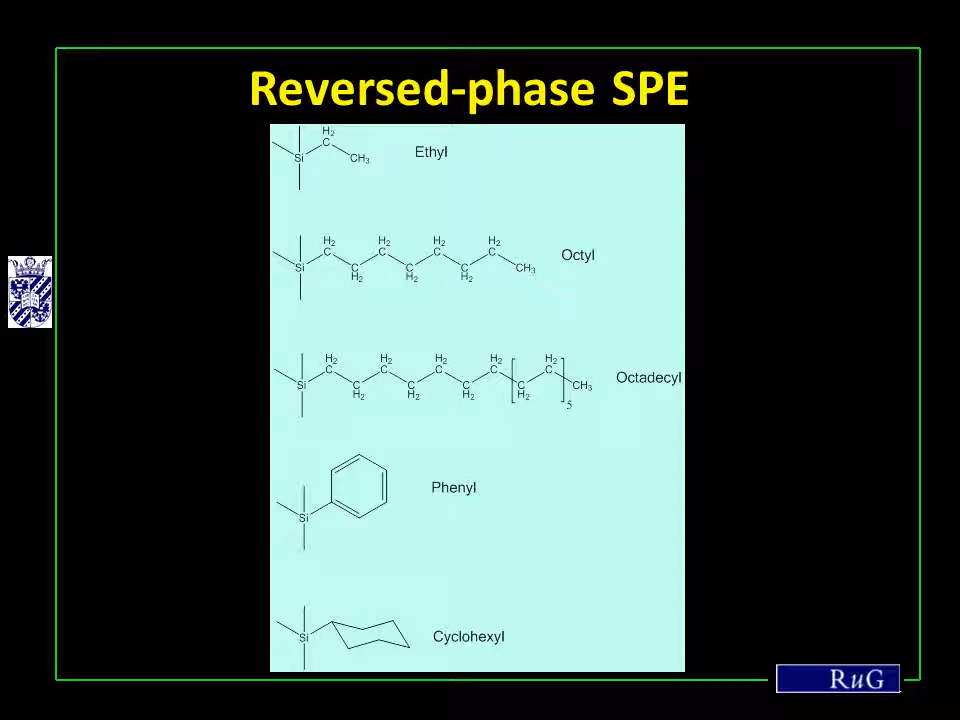 Reversed-phase SPE
H2
C
Si
CH3
Ethyl
H2 H2 H2 H2
C C C C
Octyl
Si C C C CH3
H2 H2 H2
H2 H2 H2 H2 H2
C C C C C
Octadecyl
Si C C C C CH3
H2 H2 H2 H2
5
Phenyl
Si
Si
Cyclohexyl
RuG